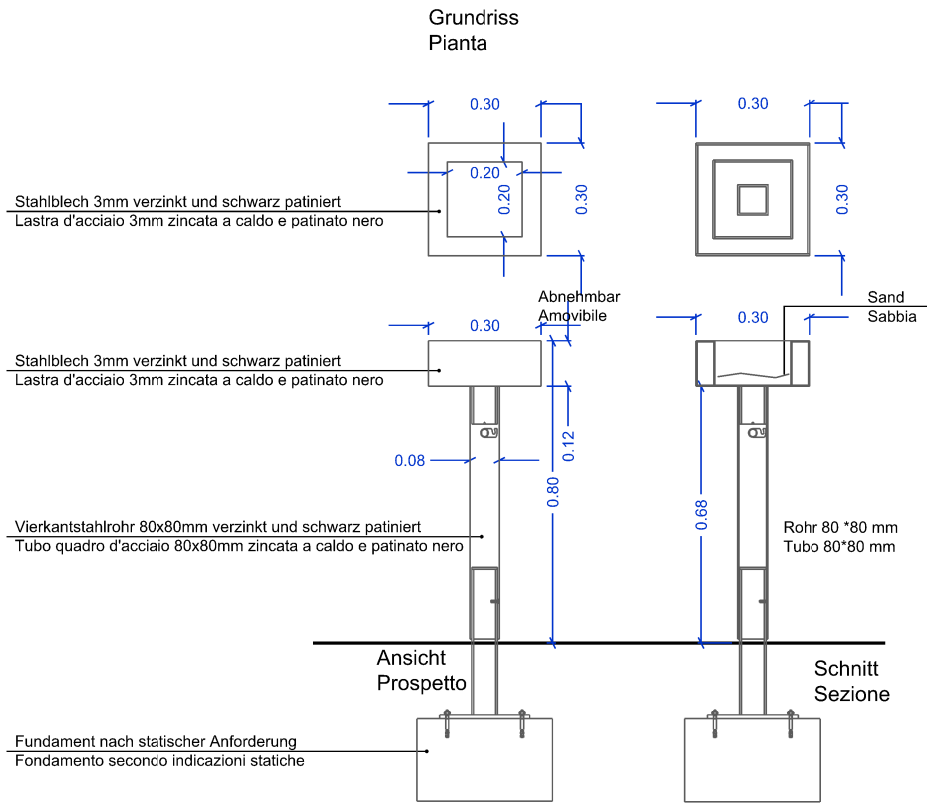 Grundriss
Pianta
0.30
0.30
0.20
0.20
0.30
0.30
Stahlblech 3mm verzinkt und schwarz patiniert
Lastra d'acciaio 3mm zincata a caldo e patinato nero
0.30
Abnehmbar
Amovibile
Sand
Sabbia
0.30
0.30
Stahlblech 3mm verzinkt und schwarz patiniert
Lastra d'acciaio 3mm zincata a caldo e patinato nero
0.12
0.08
0.80
0.68
Vierkantstahlrohr 80x80mm verzinkt und schwarz patiniert
Tubo quadro d'acciaio 80x80mm zincata a caldo e patinato nero
Rohr 80 *80 mm
Tubo 80*80 mm
Ansicht
Prospetto
Schnitt
Sezione
Fundament nach statischer Anforderung
Fondamento secondo indicazioni statiche